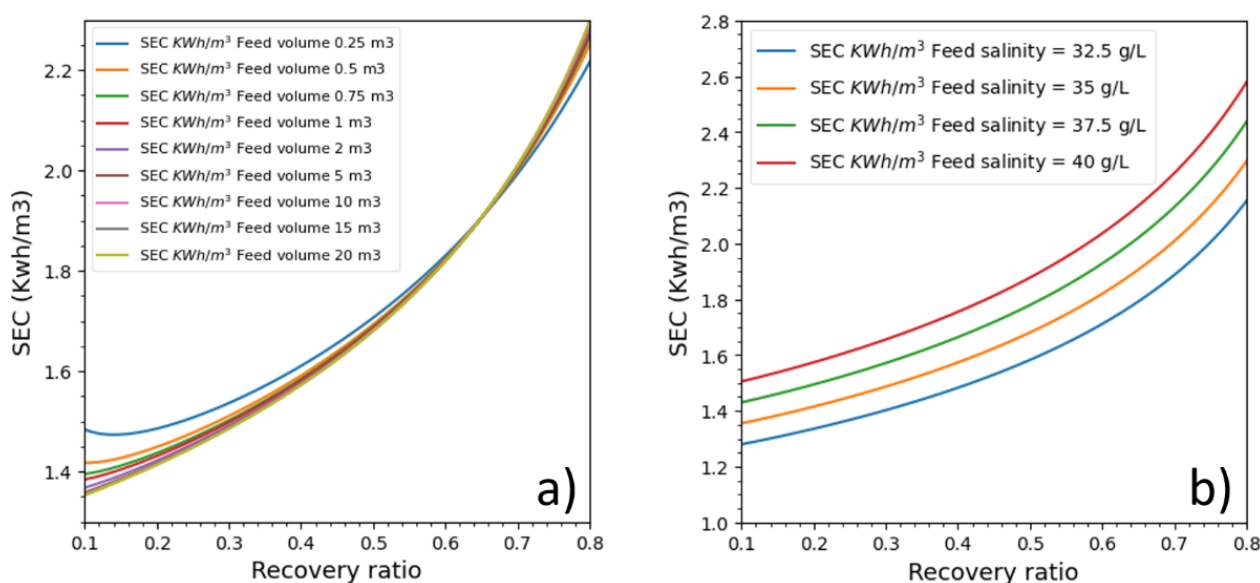 SEC KWh/m³ Feed volume 0.25 m3
SEC KWh/m³ Feed volume 0.5 m3
SEC KWh/m³ Feed volume 0.75 m3
SEC KWh/m³ Feed volume 1 m3
SEC KWh/m³ Feed volume 2 m3
SEC KWh/m³ Feed volume 5 m3
SEC KWh/m³ Feed volume 10 m3
SEC KWh/m³ Feed volume 15 m3
SEC KWh/m³ Feed volume 20 m3
2.2
2.0
1.8
1.6
1.4
SEC (Kwh/m3)
0.1 0.2 0.3 0.4 0.5 0.6 0.7 0.8
Recovery ratio
a)
SEC KWh/m³ Feed salinity = 32.5 g/L
SEC KWh/m³ Feed salinity = 35 g/L
SEC KWh/m³ Feed salinity = 37.5 g/L
SEC KWh/m³ Feed salinity = 40 g/L
2.8
2.6
2.4
2.2
2.0
1.8
1.6
1.4
1.2
1.0
SEC (Kwh/m3)
0.1 0.2 0.3 0.4 0.5 0.6 0.7 0.8
Recovery ratio
b)